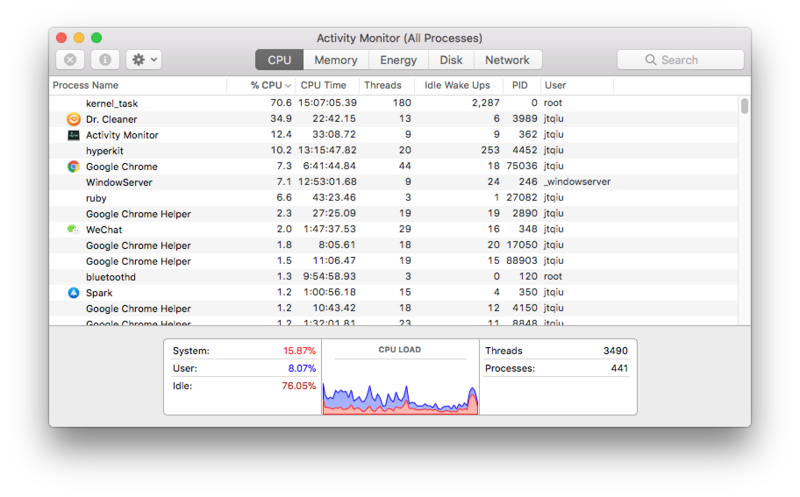 Activity Monitor (All Processes)
CPU Memory Energy Disk Network Search
Process Name % CPU CPU Time Threads Idle Wake Ups PID User
kernel_task 70.6 15:07:05.39 180 2,287 0 root
Dr. Cleaner 34.9 22:42.15 13 6 3989 jtqiu
Activity Monitor 12.4 33:08.72 9 9 362 jtqiu
hyperkit 10.2 13:15:47.82 20 253 4452 jtqiu
Google Chrome 7.3 6:41:44.84 44 18 75036 jtqiu
WindowServer 7.1 12:53:01.68 9 24 246 _windowserver
ruby 6.6 43:23.46 3 1 27082 jtqiu
Google Chrome Helper 2.3 27:25.09 19 19 2890 jtqiu
WeChat 2.0 1:47:37.53 29 16 348 jtqiu
Google Chrome Helper 1.8 8:05.61 18 20 17050 jtqiu
Google Chrome Helper 1.5 11:06.47 19 15 88903 jtqiu
bluetoothd 1.3 9:54:58.93 3 0 120 root
Spark 1.2 1:00:56.18 15 4 350 jtqiu
Google Chrome Helper 1.2 10:43.42 18 12 4150 jtqiu
Google Chrome Helper 1.2 1:32:01.81 23 11 8848 jtqiu
System: 15.87% CPU LOAD Threads 3490
User: 8.07% Processes: 441
Idle: 76.05%